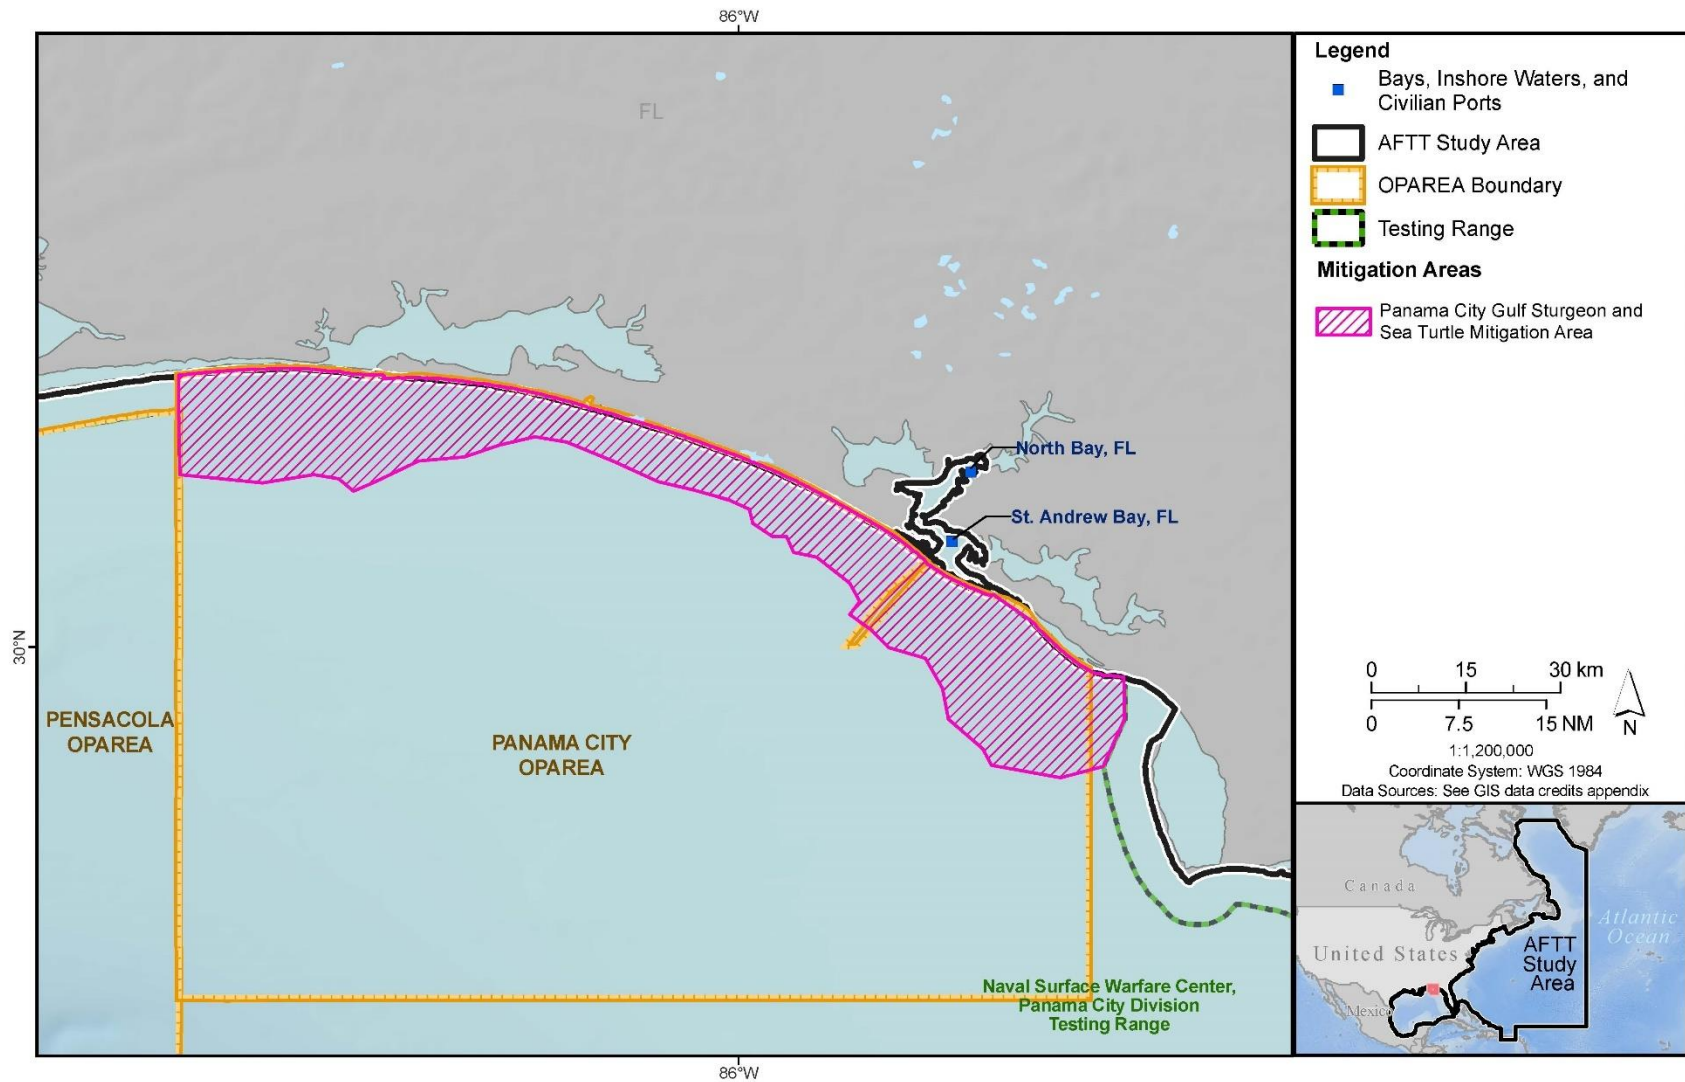 86°W
FL
North Bay, FL
St. Andrew Bay, FL
30°N
PENSACOLA
OPAREA
PANAMA CITY
OPAREA
Naval Surface Warfare Center,
Panama City Division
Testing Range
86°W
Legend
Bays, Inshore Waters, and
Civilian Ports
AFTT Study Area
OPAREA Boundary
Testing Range
Mitigation Areas
Panama City Gulf Sturgeon and
Sea Turtle Mitigation Area
0 15 30 km
0 7.5 15 NM
N
1:1,200,000
Coordinate System: WGS 1984
Data Sources: See GIS data credits appendix
Canada
United States
Mexico
Atlantic
Ocean
AFTT
Study
Area